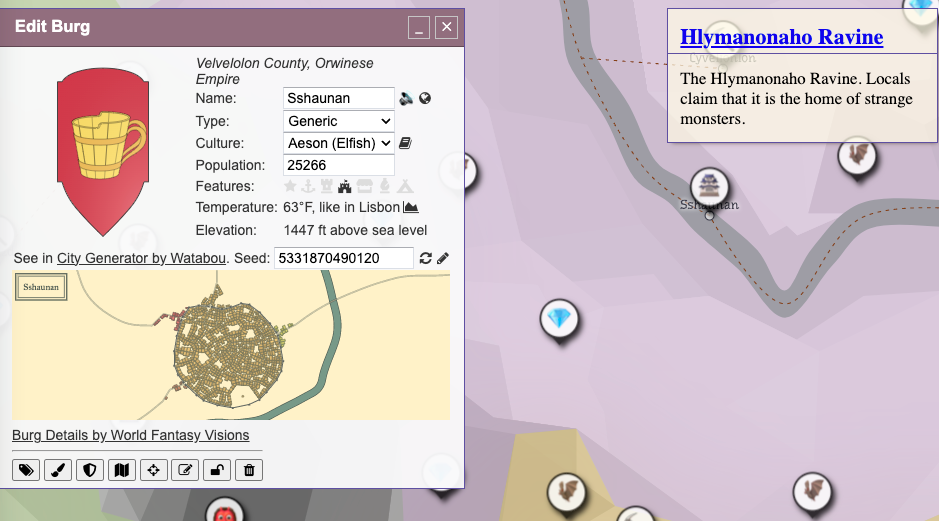 Edit Burg
Velvelolon County, Orwinese
Empire
Name: Sshaunan
Type: Generic
Culture: Aeson (Elfish)
Population: 25266
Features:
Temperature: 63°F, like in Lisbon
Elevation: 1447 ft above sea level
See in City Generator by Watabou. Seed: 5331870490120
Sshaunan
Burg Details by World Fantasy Visions
Hlymanonaho Ravine
The Hlymanonaho Ravine. Locals
claim that it is the home of strange
monsters.
Sshaunan